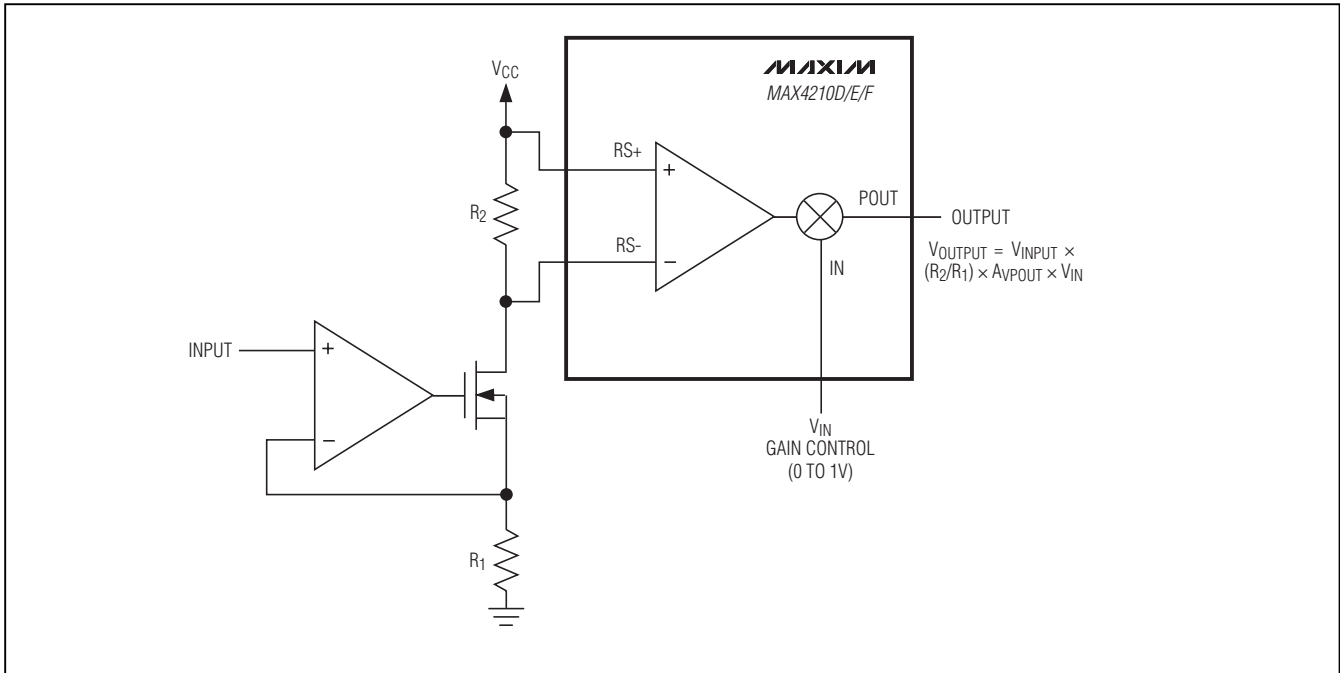 VCC
MAXIM
MAX4210D/E/F
RS+
+
R2
POUT
OUTPUT
RS-
−
IN
VOUTPUT = VINPUT ×
(R2/R1) × AVPOUT × VIN
INPUT
+
−
VIN
GAIN CONTROL
(0 TO 1V)
R1